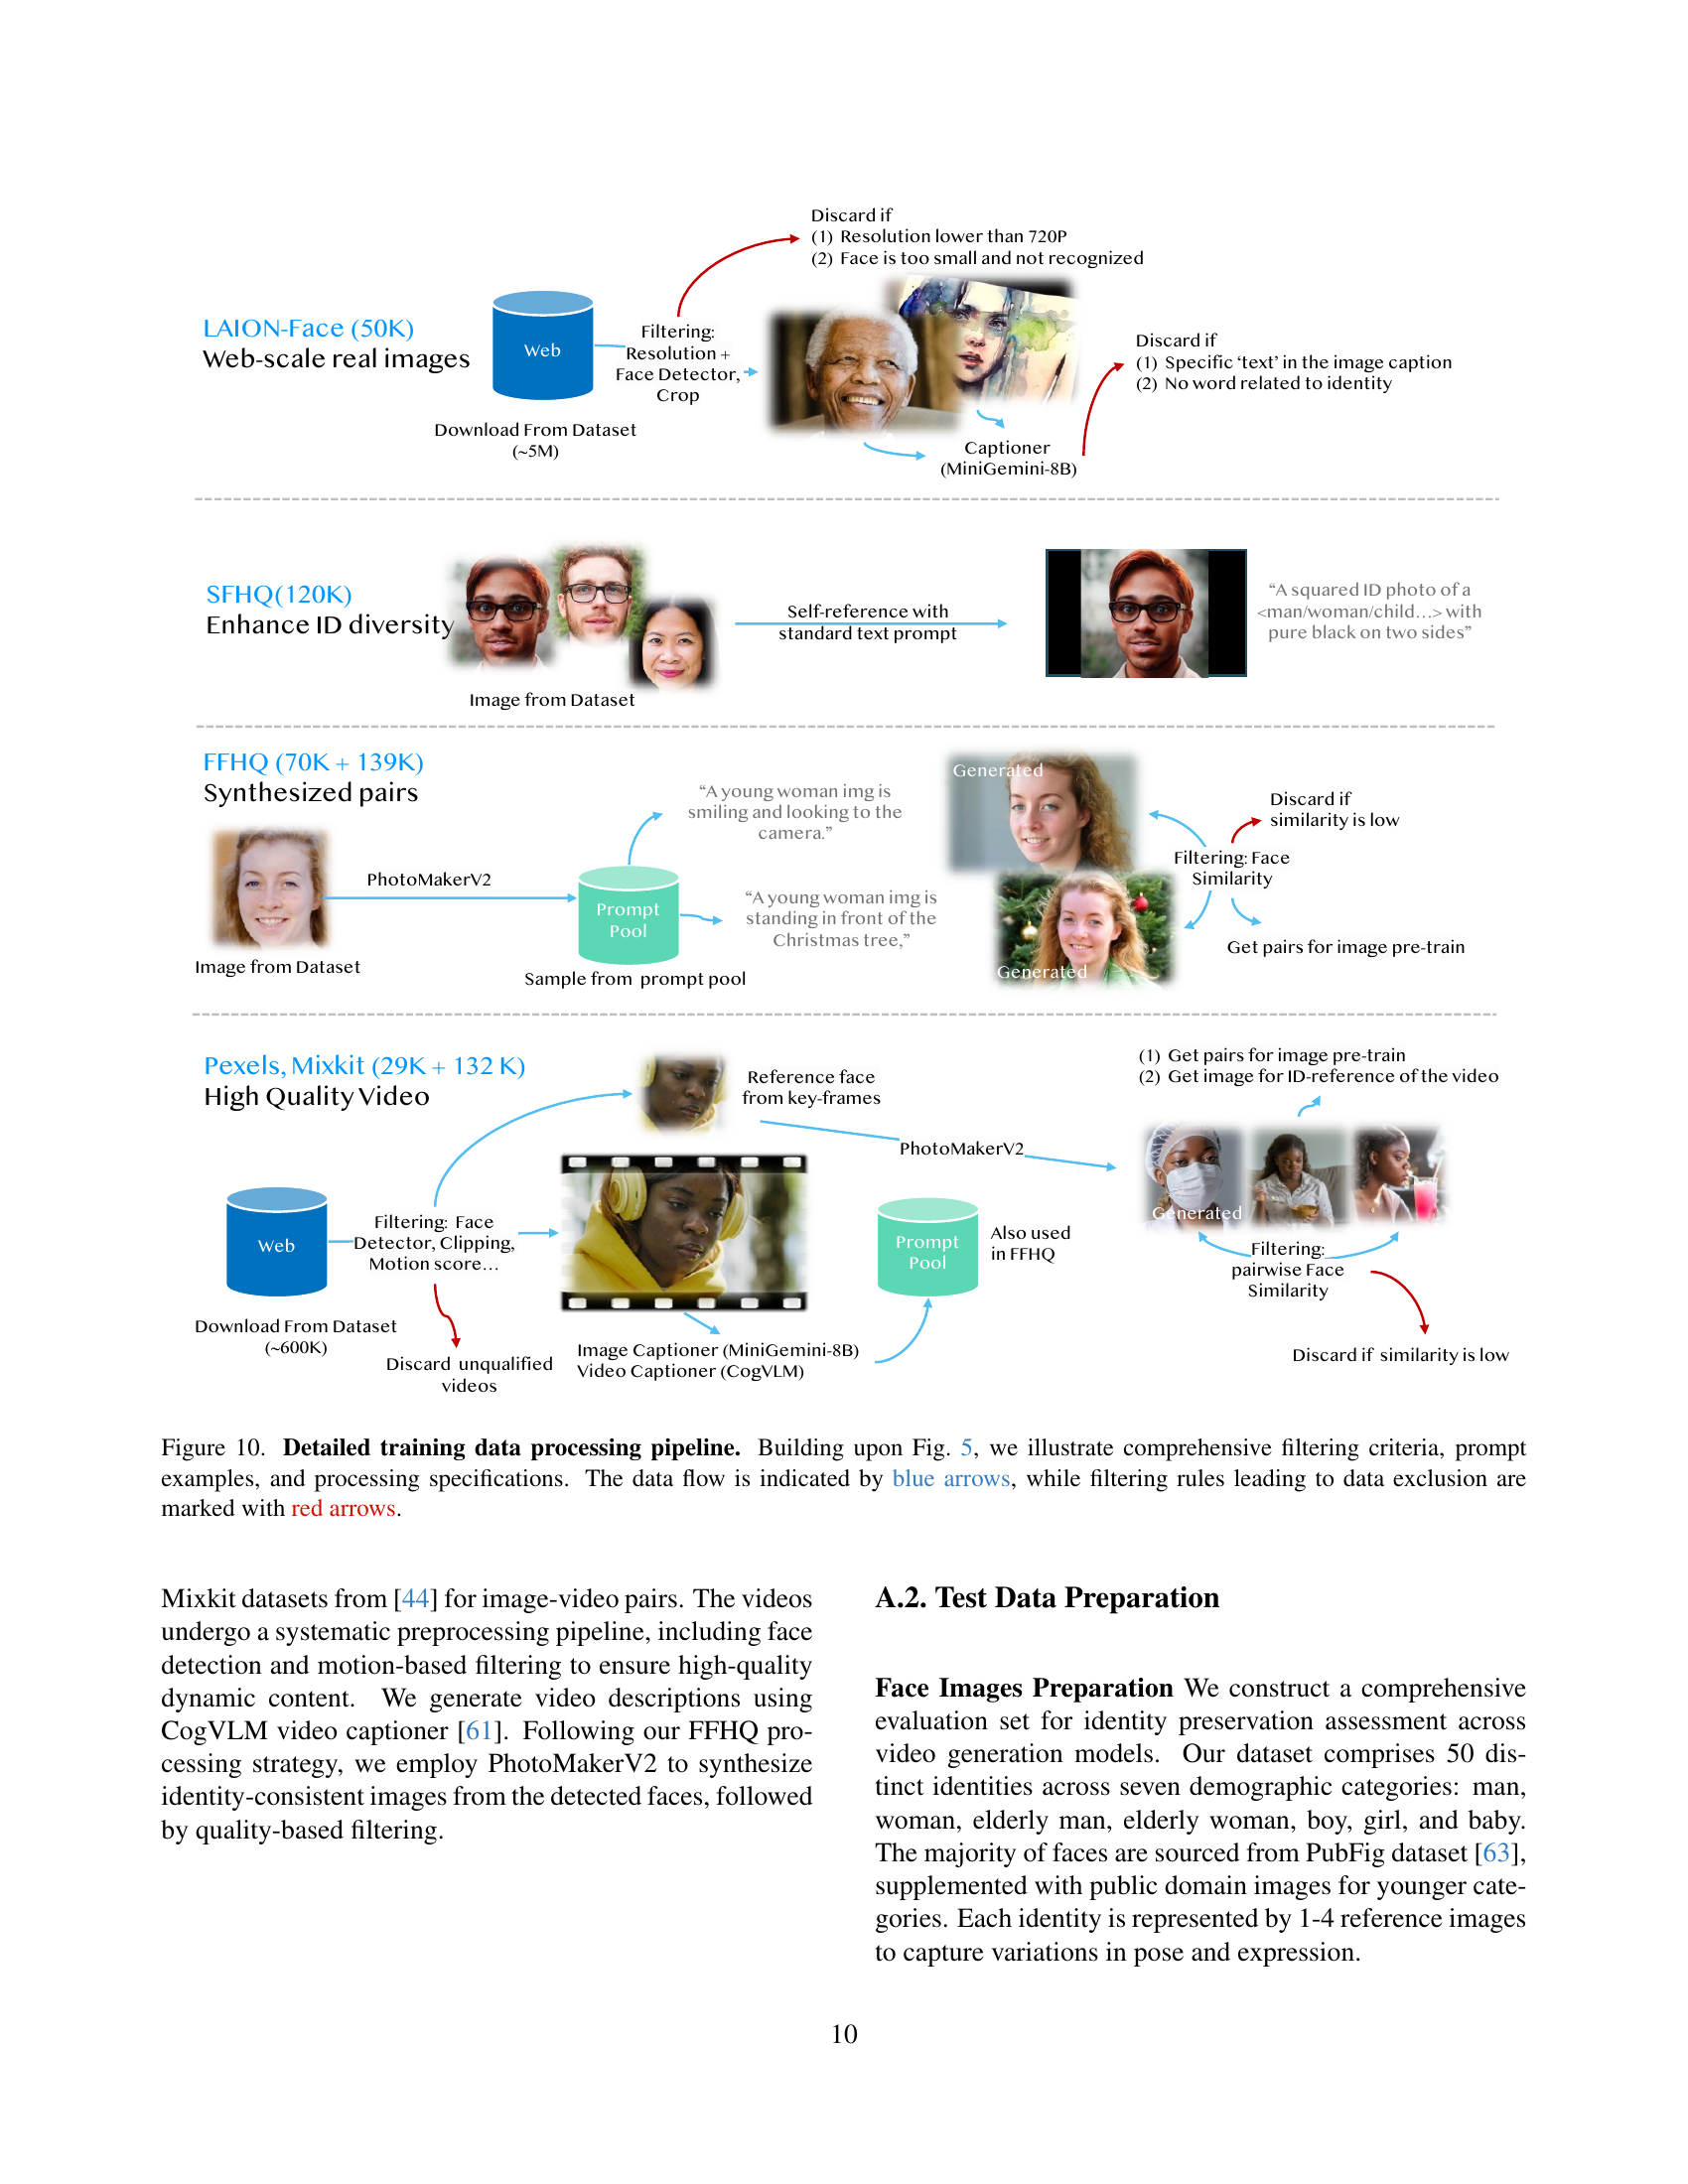 Discard if
(1) Resolution lower than 720P
(2) Face is too small and not recognized
LAION-Face (50K)
Web-scale real images
Web
Download From Dataset
(~5M)
Filtering:
Resolution +
Face Detector,
Crop
Captioner
(MiniGemini-8B)
Discard if
(1) Specific ‘text’ in the image caption
(2) No word related to identity
SFHQ(120K)
Enhance ID diversity
Image from Dataset
Self-reference with
standard text prompt
“A squared ID photo of a
<man/woman/child…> with
pure black on two sides”
FFHQ (70K + 139K)
Synthesized pairs
Image from Dataset
PhotoMakerV2
Prompt
Pool
Sample from prompt pool
“A young woman img is
smiling and looking to the
camera.”
“A young woman img is
standing in front of the
Christmas tree,”
Generated
Generated
Filtering: Face
Similarity
Discard if
similarity is low
Get pairs for image pre-train
Pexels, Mixkit (29K + 132 K)
High Quality Video
Web
Download From Dataset
(~600K)
Filtering: Face
Detector, Clipping,
Motion score…
Discard unqualified
videos
Reference face
from key-frames
Image Captioner (MiniGemini-8B)
Video Captioner (CogVLM)
PhotoMakerV2
Prompt
Pool
Also used
in FFHQ
(1) Get pairs for image pre-train
(2) Get image for ID-reference of the video
Generated
Filtering:
pairwise Face
Similarity
Discard if similarity is low
Figure 10. Detailed training data processing pipeline. Building upon Fig. 5, we illustrate comprehensive filtering criteria, prompt
examples, and processing specifications. The data flow is indicated by blue arrows, while filtering rules leading to data exclusion are
marked with red arrows.
Mixkit datasets from [44] for image-video pairs. The videos
undergo a systematic preprocessing pipeline, including face
detection and motion-based filtering to ensure high-quality
dynamic content. We generate video descriptions using
CogVLM video captioner [61]. Following our FFHQ pro-
cessing strategy, we employ PhotoMakerV2 to synthesize
identity-consistent images from the detected faces, followed
by quality-based filtering.
A.2. Test Data Preparation
Face Images Preparation We construct a comprehensive
evaluation set for identity preservation assessment across
video generation models. Our dataset comprises 50 dis-
tinct identities across seven demographic categories: man,
woman, elderly man, elderly woman, boy, girl, and baby.
The majority of faces are sourced from PubFig dataset [63],
supplemented with public domain images for younger cate-
gories. Each identity is represented by 1-4 reference images
to capture variations in pose and expression.
10